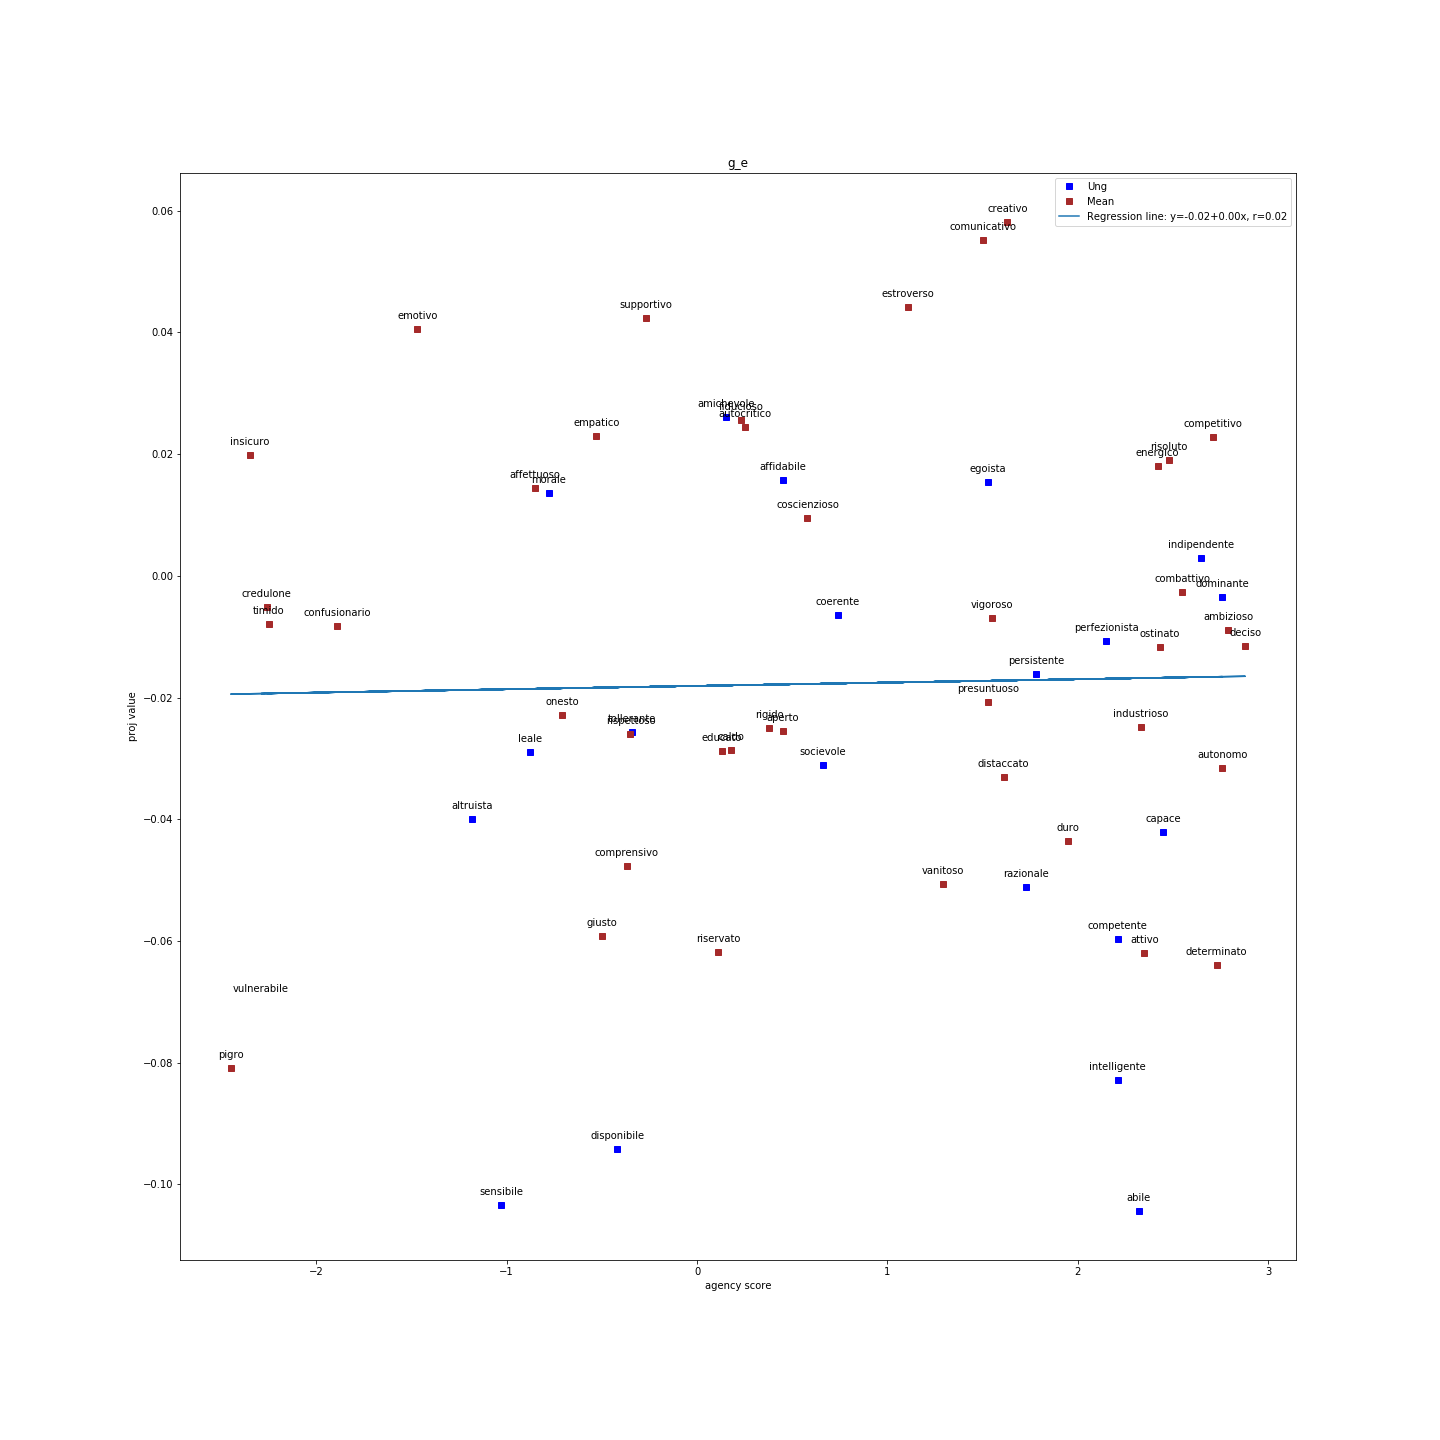 g_e
Ung
Mean
Regression line: y=-0.02+0.00x, r=0.02
creativo
comunicativo
estroverso
supportivo
emotivo
amichevole
fiducioso
autocritico
empatico
competitivo
insicuro
risoluto
energico
affidabile
egoista
affettuoso
morale
coscienzioso
indipendente
combattivo
dominante
credulone
timido
confusionario
coerente
vigoroso
ambizioso
perfezionista
ostinato
deciso
persistente
presuntuoso
onesto
tollerante
rispettoso
rigido
aperto
industrioso
leale
educato
caldo
socievole
autonomo
distaccato
altruista
capace
duro
comprensivo
vanitoso
razionale
giusto
competente
riservato
attivo
determinato
vulnerabile
pigro
intelligente
disponibile
sensibile
abile
0.06
0.04
0.02
0.00
−0.02
−0.04
−0.06
−0.08
−0.10
proj value
−2
−1
0
1
2
3
agency score